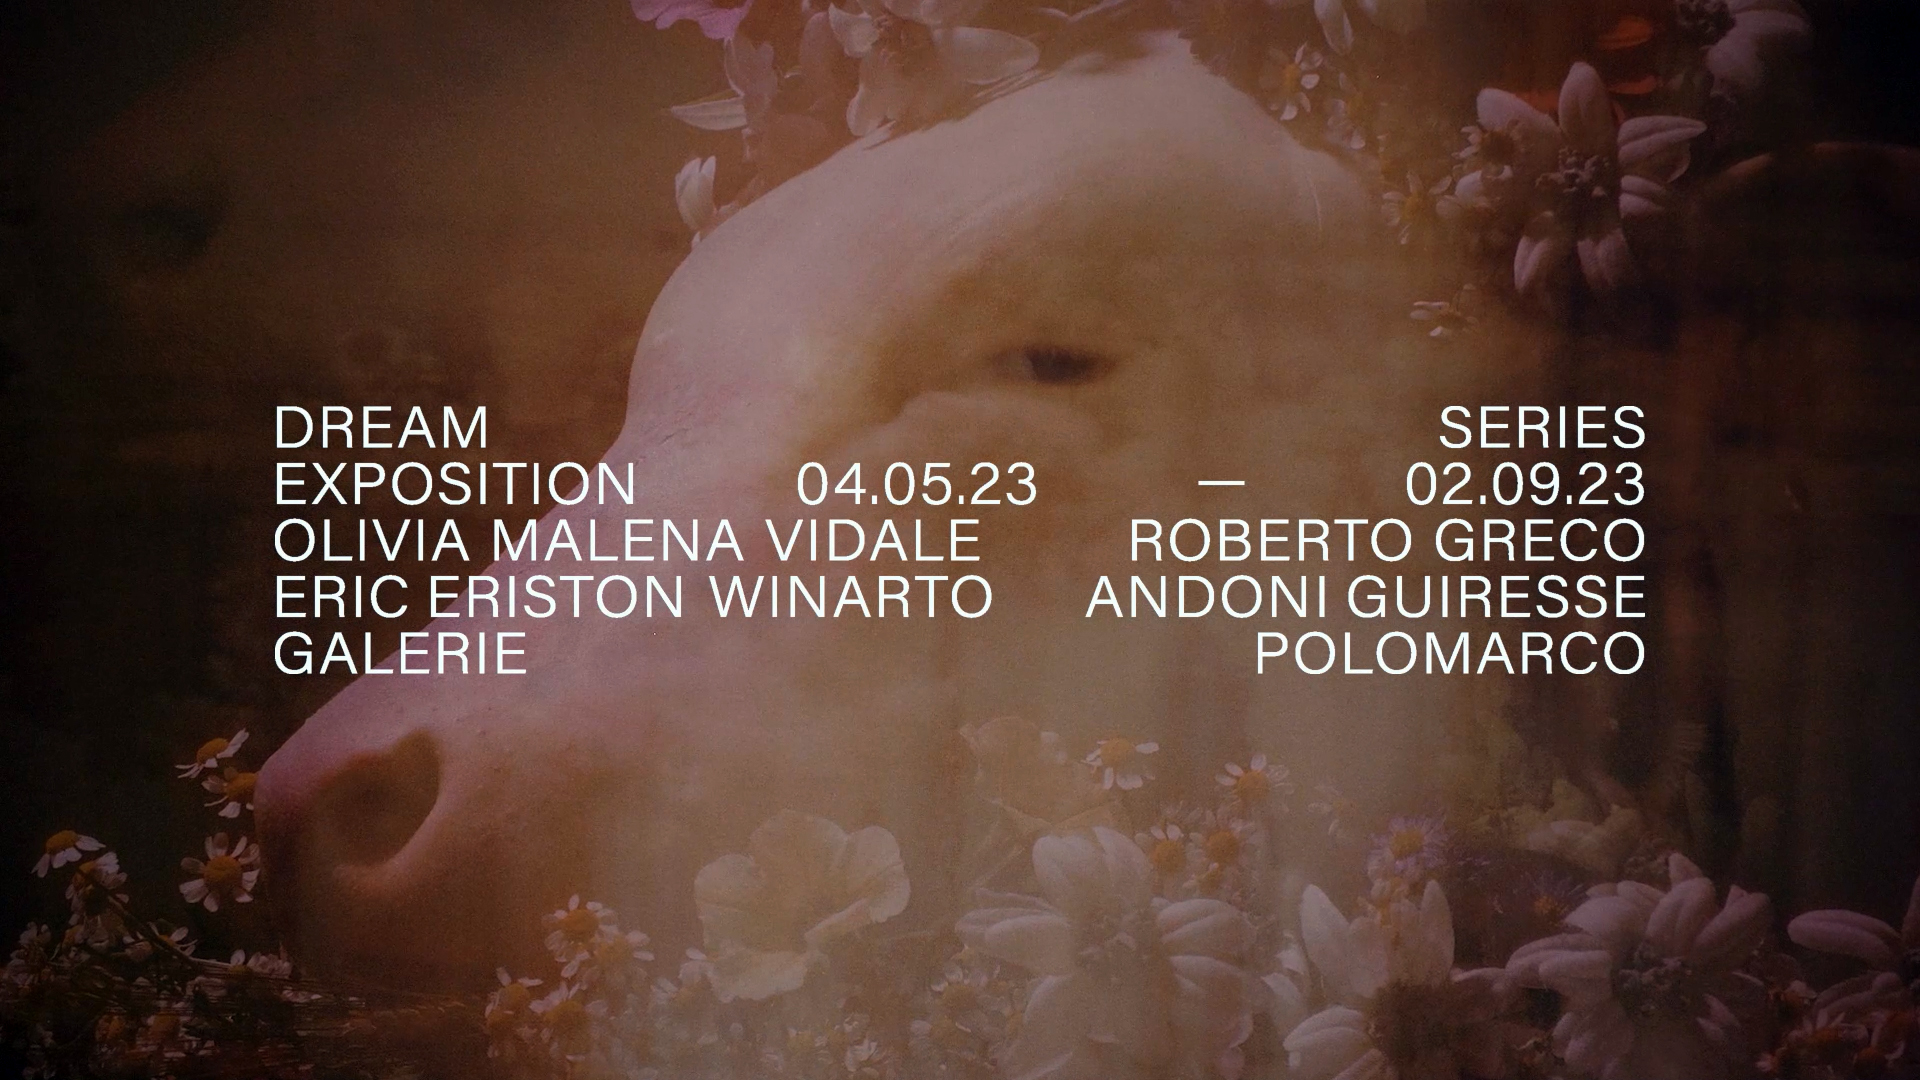 DREAM SERIES
EXPOSITION 04.05.23 — 02.09.23
OLIVIA MALENA VIDALE ROBERTO GRECO
ERIC ERISTON WINARTO ANDONI GUIRESSE
GALERIE POLOMARCO